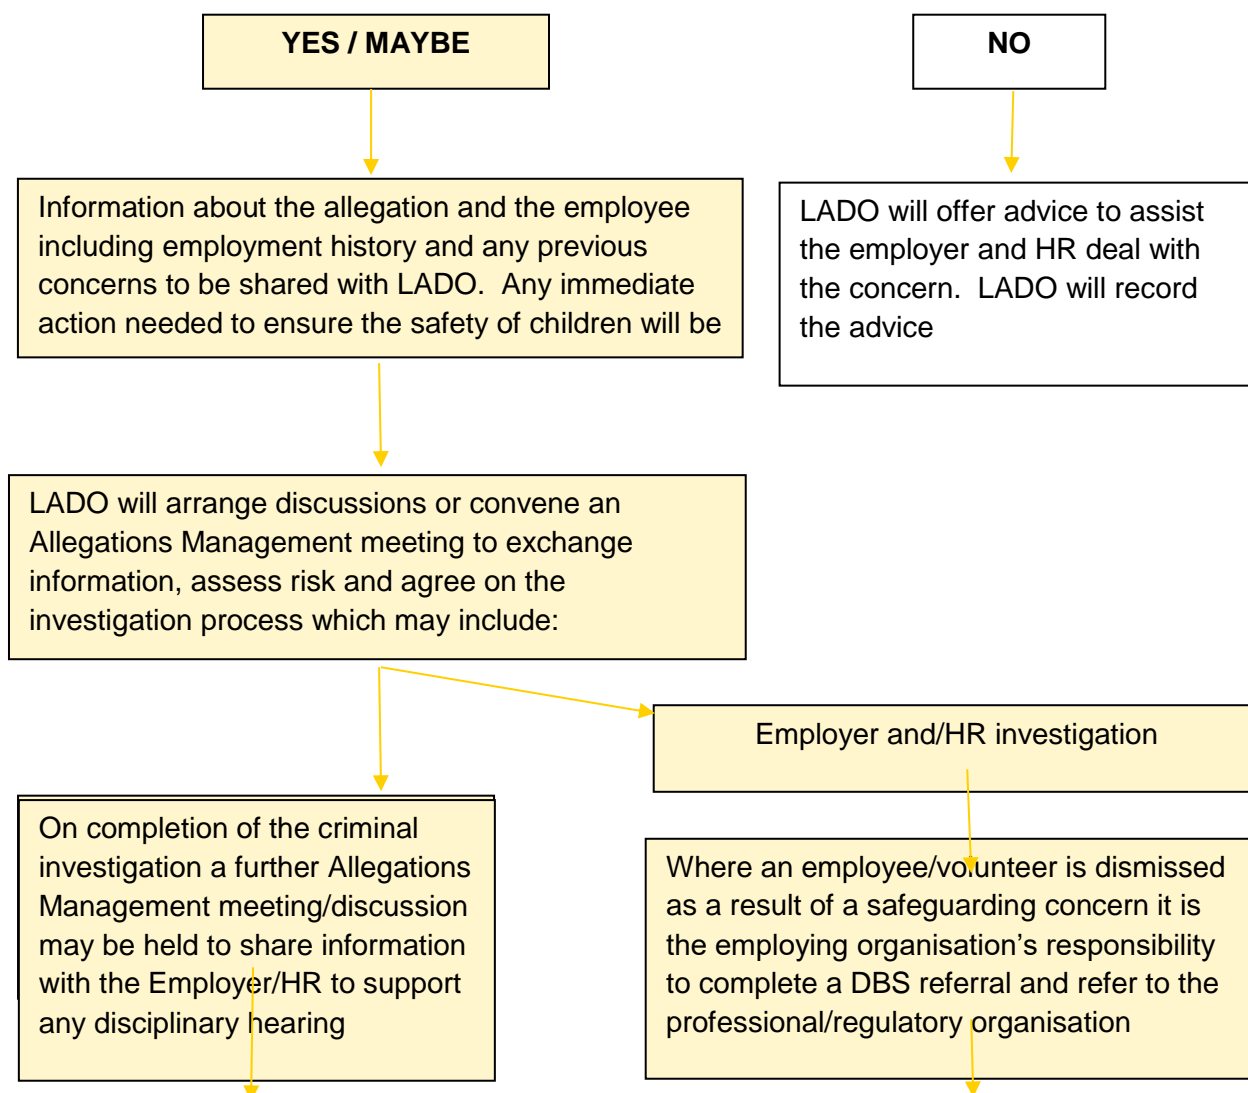 YES / MAYBE
NO
Information about the allegation and the employee
including employment history and any previous
concerns to be shared with LADO.  Any immediate
action needed to ensure the safety of children will be
LADO will offer advice to assist
the employer and HR deal with
the concern.  LADO will record
the advice
LADO will arrange discussions or convene an
Allegations Management meeting to exchange
information, assess risk and agree on the
investigation process which may include:
Employer and/HR investigation
On completion of the criminal
investigation a further Allegations
Management meeting/discussion
may be held to share information
with the Employer/HR to support
any disciplinary hearing
Where an employee/volunteer is dismissed
as a result of a safeguarding concern it is
the employing organisation’s responsibility
to complete a DBS referral and refer to the
professional/regulatory organisation